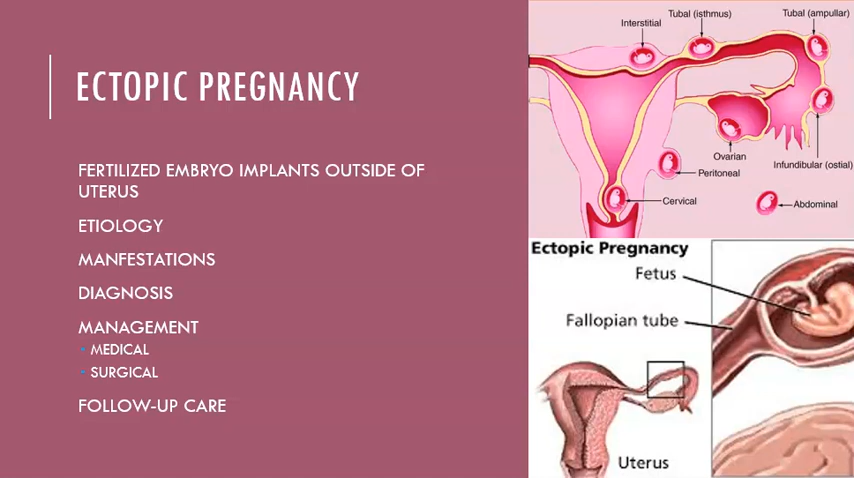 ECTOPIC PREGNANCY
FERTILIZED EMBRYO IMPLANTS OUTSIDE OF
UTERUS
ETIOLOGY
MANFESTATIONS
DIAGNOSIS
MANAGEMENT
- MEDICAL
- SURGICAL
FOLLOW-UP CARE
Interstitial
Tubal (isthmus)
Tubal (ampullar)
Ovarian
Infundibular (ostial)
Peritoneal
Cervical
Abdominal
Ectopic Pregnancy
Fetus
Fallopian tube
Uterus